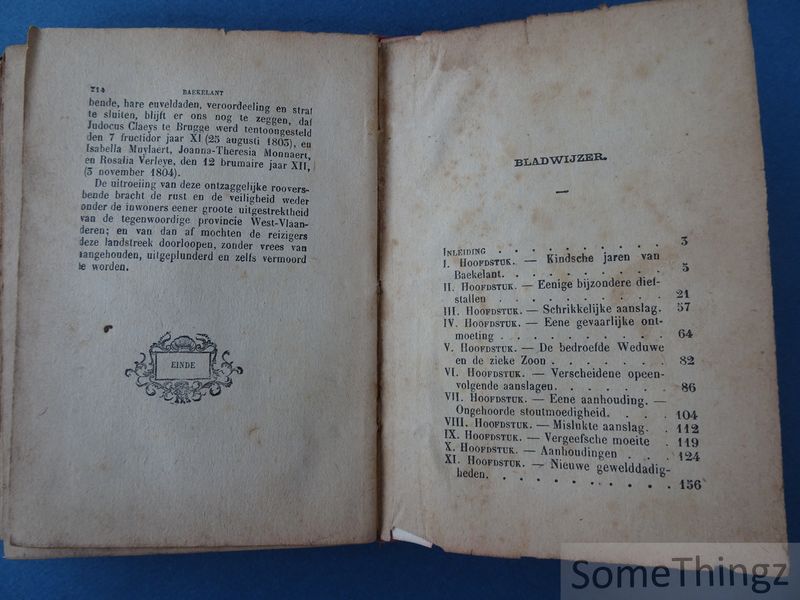 214 BAEKELANT
bende, hare euveldaden, veroordeeling en straf
te sluiten, blijft er ons nog te zeggen, dat
Judocus Claeys te Brugge werd tentoongesteld
den 7 fructidor jaar XI (25 augusti 1803), en
Isabella Muylaert, Joanna-Theresia Monnaert,
en Rosalia Verleye, den 12 brumaire jaar XII,
(3 november 1804).
De uitroeiing van deze ontzaggelijke roovers-
bende bracht de rust en de veiligheid weder
onder de inwoners eener groote uitgestrektheid
van de tegenwoordige provincie West-Vlaan-
deren; en van dan af mochten de reizigers
deze landstreek doorloopen, zonder vrees van
aangehouden, uitgeplunderd en zelfs vermoord
te worden.
EINDE
BLADWIJZER.
INLEIDING . . . . . . . . . . 3
I. HOOFDSTUK. — Kindsche jaren van
Baekelant. . . . . . . . . . 5
II. HOOFDSTUK. — Eenige bijzondere dief-
stallen . . . . . . . . . . 21
III. HOOFDSTUK. — Schrikkelijke aanslag. 57
IV. HOOFDSTUK. — Eene gevaarlijke ont-
moeting . . . . . . . . . . 64
V. HOOFDSTUK. — De bedroefde Weduwe
en de zieke Zoon . . . . . . . 82
VI. HOOFDSTUK. — Verscheidene opeen-
volgende aanslagen. . . . . . . 86
VII. HOOFDSTUK. — Eene aanhouding. —
Ongehoorde stoutmoedigheid. . . . 104
VIII. HOOFDSTUK. — Mislukte aanslag. . 112
IX. HOOFDSTUK. — Vergeefsche moeite . 119
X. HOOFDSTUK. — Aanhoudingen . . . 124
XI. HOOFDSTUK. — Nieuwe gewelddadig-
heden. . . . . . . . . . . 156
SomeThingz